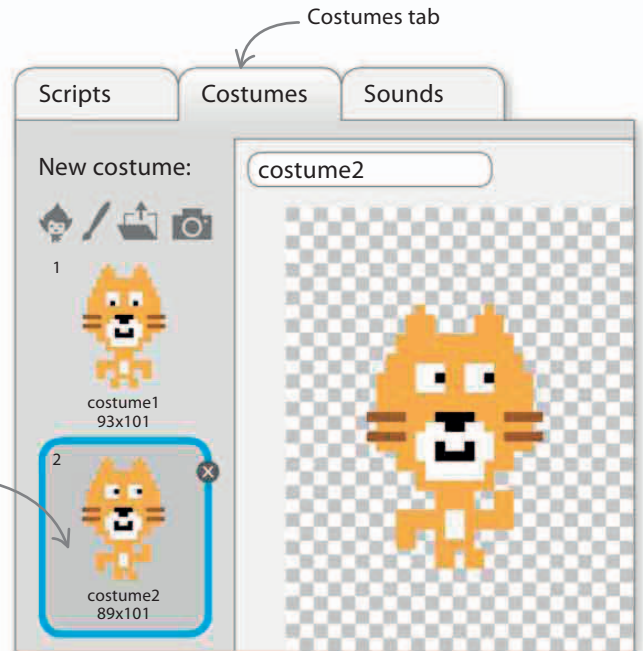 Costumes tab
Scripts
Costumes
Sounds
New costume:
costume2
1
costume1
93x101
2
costume2
89x101